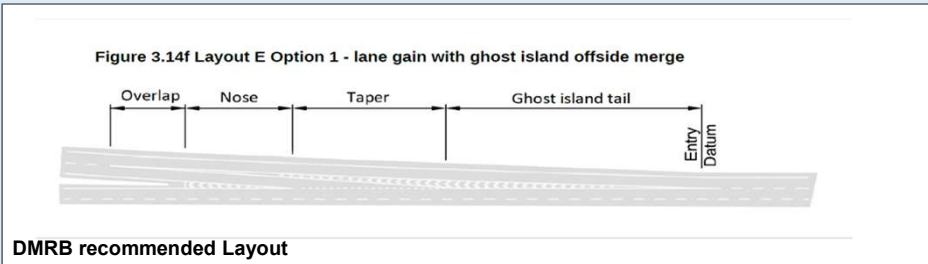 Figure 3.14f Layout E Option 1 - lane gain with ghost island offside merge
Overlap
Nose
Taper
Ghost island tail
Entry
Datum
DMRB recommended Layout